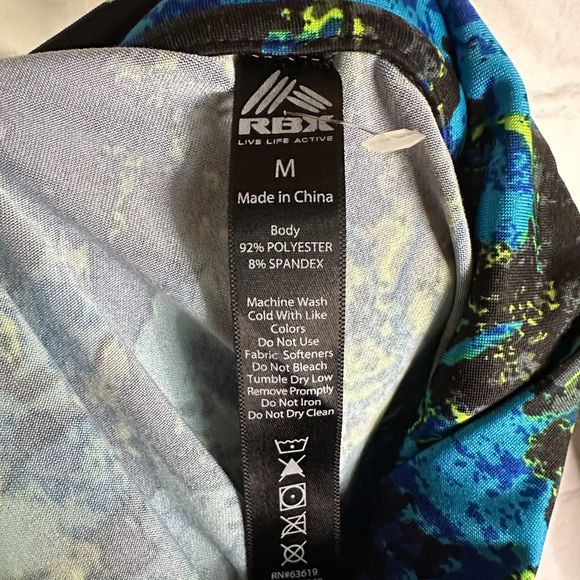 RBX
LIVE LIFE ACTIVE
M
Made in China
Body
92% POLYESTER
8% SPANDEX
Machine Wash
Cold With Like
Colors
Do Not Use
Fabric Softeners
Do Not Bleach
Tumble Dry Low
Remove Promptly
Do Not Iron
Do Not Dry Clean
RN#63619